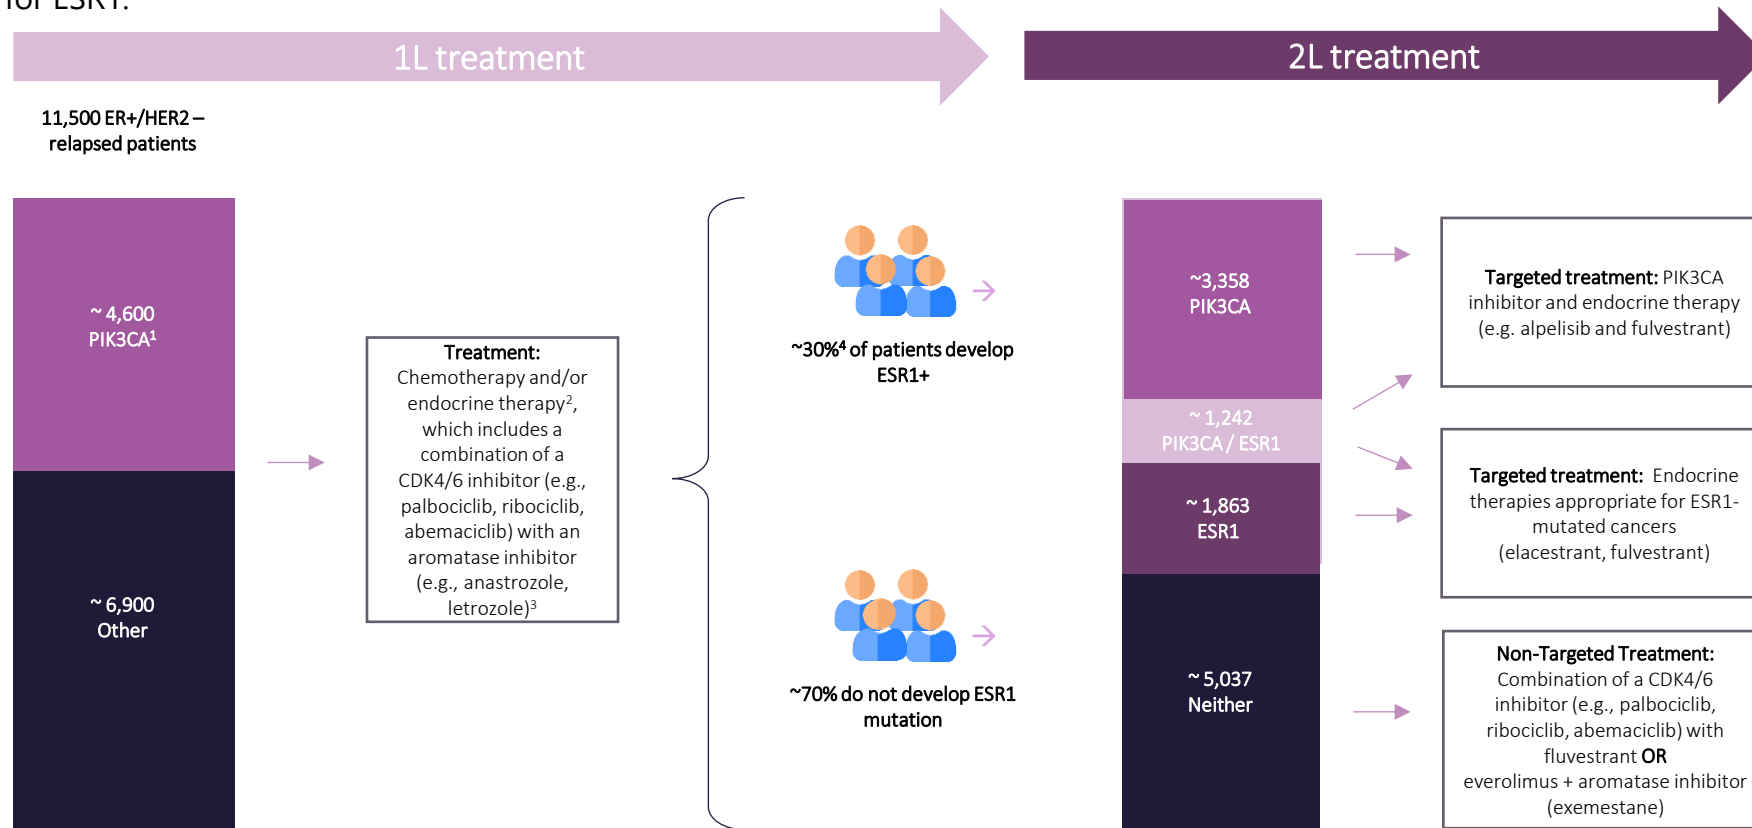 for ESR1.
1L treatment
2L treatment
11,500 ER+/HER2 –
relapsed patients
~ 4,600
PIK3CA¹
~ 6,900
Other
Treatment:
Chemotherapy and/or
endocrine therapy²,
which includes a
combination of a
CDK4/6 inhibitor (e.g.,
palbociclib, ribociclib,
abemaciclib) with an
aromatase inhibitor
(e.g., anastrozole,
letrozole)³
~30%⁴ of patients develop
ESR1+
~70% do not develop ESR1
mutation
~3,358
PIK3CA
~ 1,242
PIK3CA / ESR1
~ 1,863
ESR1
~ 5,037
Neither
Targeted treatment: PIK3CA
inhibitor and endocrine therapy
(e.g. alpelisib and fulvestrant)
Targeted treatment: Endocrine
therapies appropriate for ESR1-
mutated cancers
(elacestrant, fulvestrant)
Non-Targeted Treatment:
Combination of a CDK4/6
inhibitor (e.g., palbociclib,
ribociclib, abemaciclib) with
fluvestrant OR
everolimus + aromatase inhibitor
(exemestane)